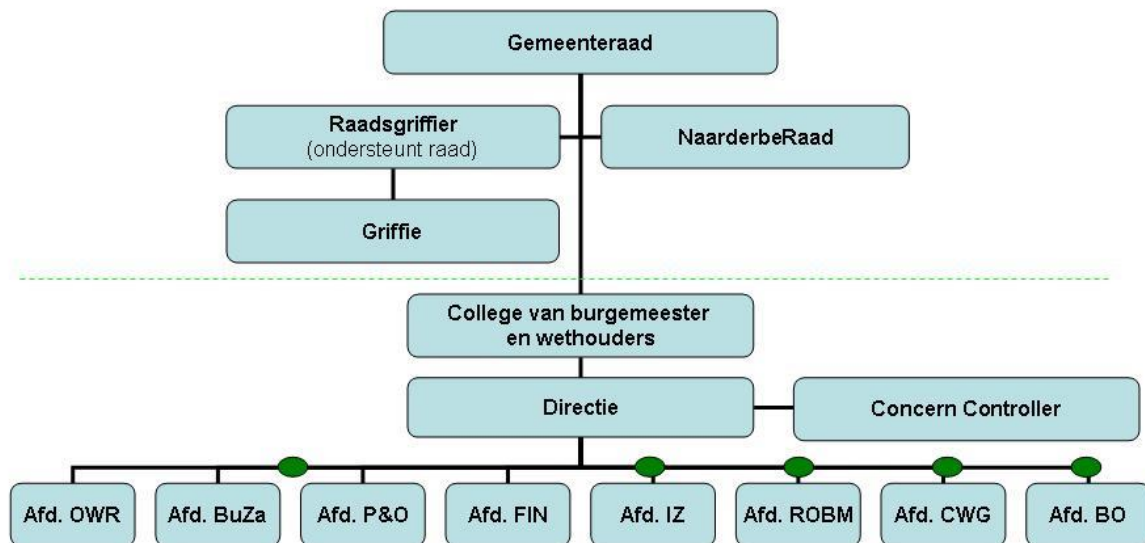 Gemeenteraad
Raadsgriffier
(ondersteunt raad)
NaarderbeRaad
Griffie
College van burgemeester
en wethouders
Directie
Concern Controller
Afd. OWR
Afd. BuZa
Afd. P&O
Afd. FIN
Afd. IZ
Afd. ROBM
Afd. CWG
Afd. BO